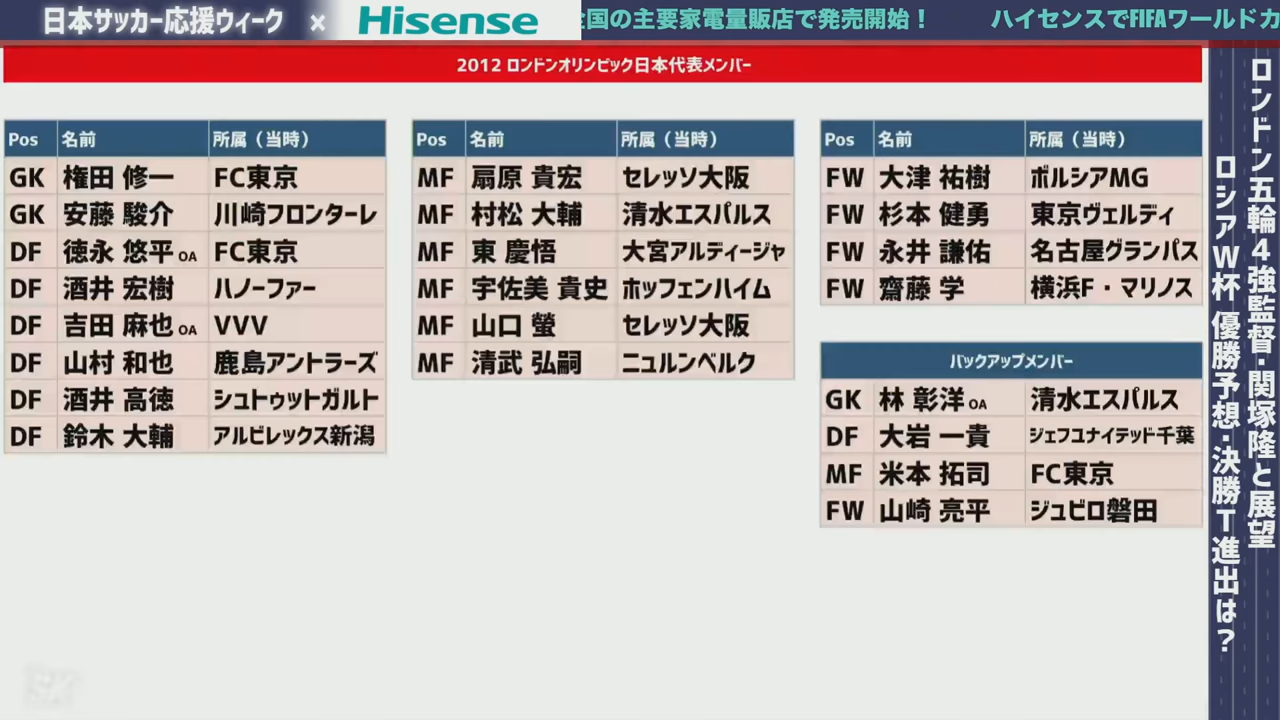 日本サッカー応援ウィーク × Hisense
国の主要家電量販店で発売開始！ ハイセンスでFIFAワールドカ
2012 ロンドンオリンピック日本代表メンバー
Pos 名前 所属（当時）
GK 権田 修一 FC東京
GK 安藤 駿介 川崎フロンターレ
DF 徳永 悠平 OA FC東京
DF 酒井 宏樹 ハノーファー
DF 吉田 麻也 OA VVV
DF 山村 和也 鹿島アントラーズ
DF 酒井 高徳 シュトゥットガルト
DF 鈴木 大輔 アルビレックス新潟
Pos 名前 所属（当時）
MF 扇原 貴宏 セレッソ大阪
MF 村松 大輔 清水エスパルス
MF 東 慶悟 大宮アルディージャ
MF 宇佐美 貴史 ホッフェンハイム
MF 山口 螢 セレッソ大阪
MF 清武 弘嗣 ニュルンベルク
Pos 名前 所属（当時）
FW 大津 祐樹 ボルシアMG
FW 杉本 健勇 東京ヴェルディ
FW 永井 謙佑 名古屋グランパス
FW 齋藤 学 横浜F・マリノス
バックアップメンバー
GK 林 彰洋 OA 清水エスパルス
DF 大岩 一貴 ジェフユナイテッド千葉
MF 米本 拓司 FC東京
FW 山崎 亮平 ジュビロ磐田
ロンドン五輪4強監督・関塚隆と展望
ロシアW杯 優勝予想・決勝T進出は？
SK